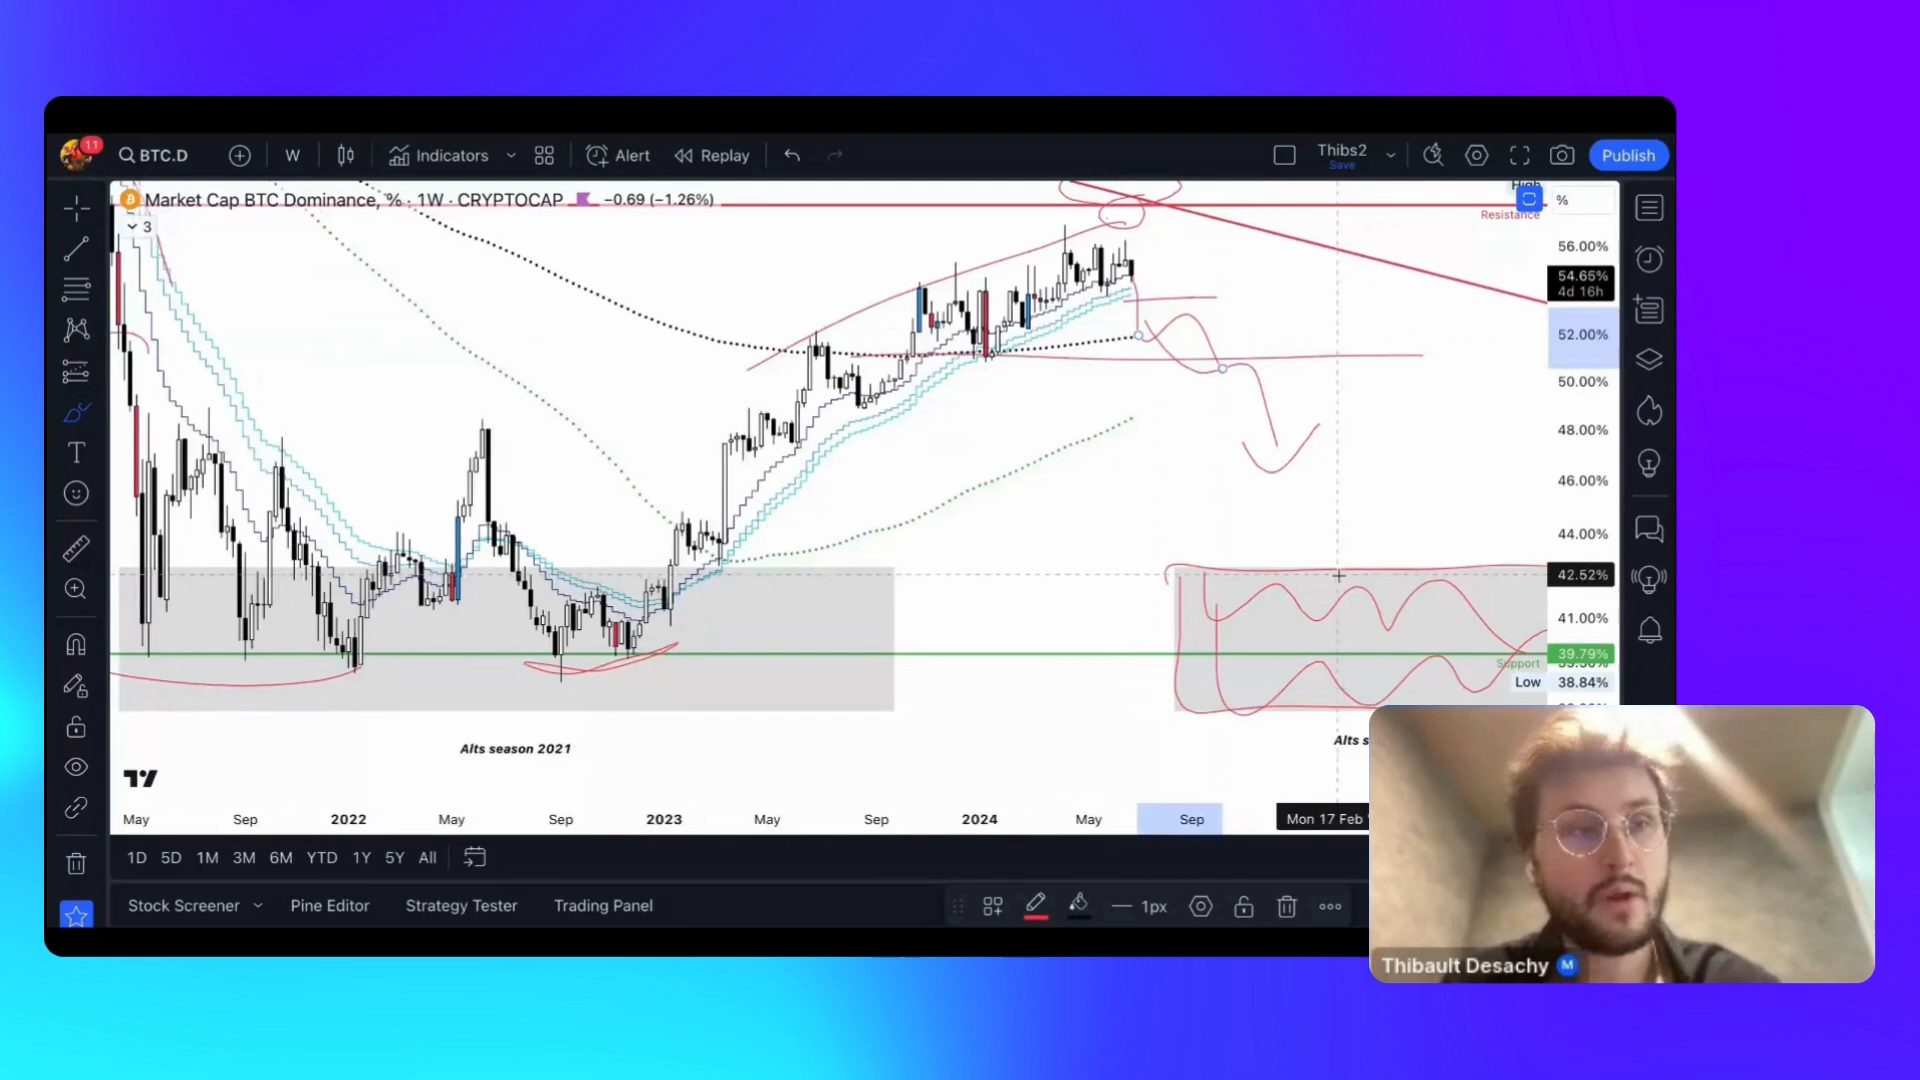 11
BTC.D
W
Indicators
Alert
Replay
Thibs2
Save
Publish
Market Cap BTC Dominance, % · 1W · CRYPTOCAP
−0.69 (−1.26%)
3
High
%
Resistance
56.00%
54.65%
4d 16h
52.00%
50.00%
48.00%
46.00%
44.00%
42.52%
41.00%
39.79%
Support
Low 38.84%
Alts season 2021
Alts s
May Sep 2022 May Sep 2023 May Sep 2024 May Sep Mon 17 Feb
1D 5D 1M 3M 6M YTD 1Y 5Y All
Stock Screener Pine Editor Strategy Tester Trading Panel
1px
Thibault Desachy M